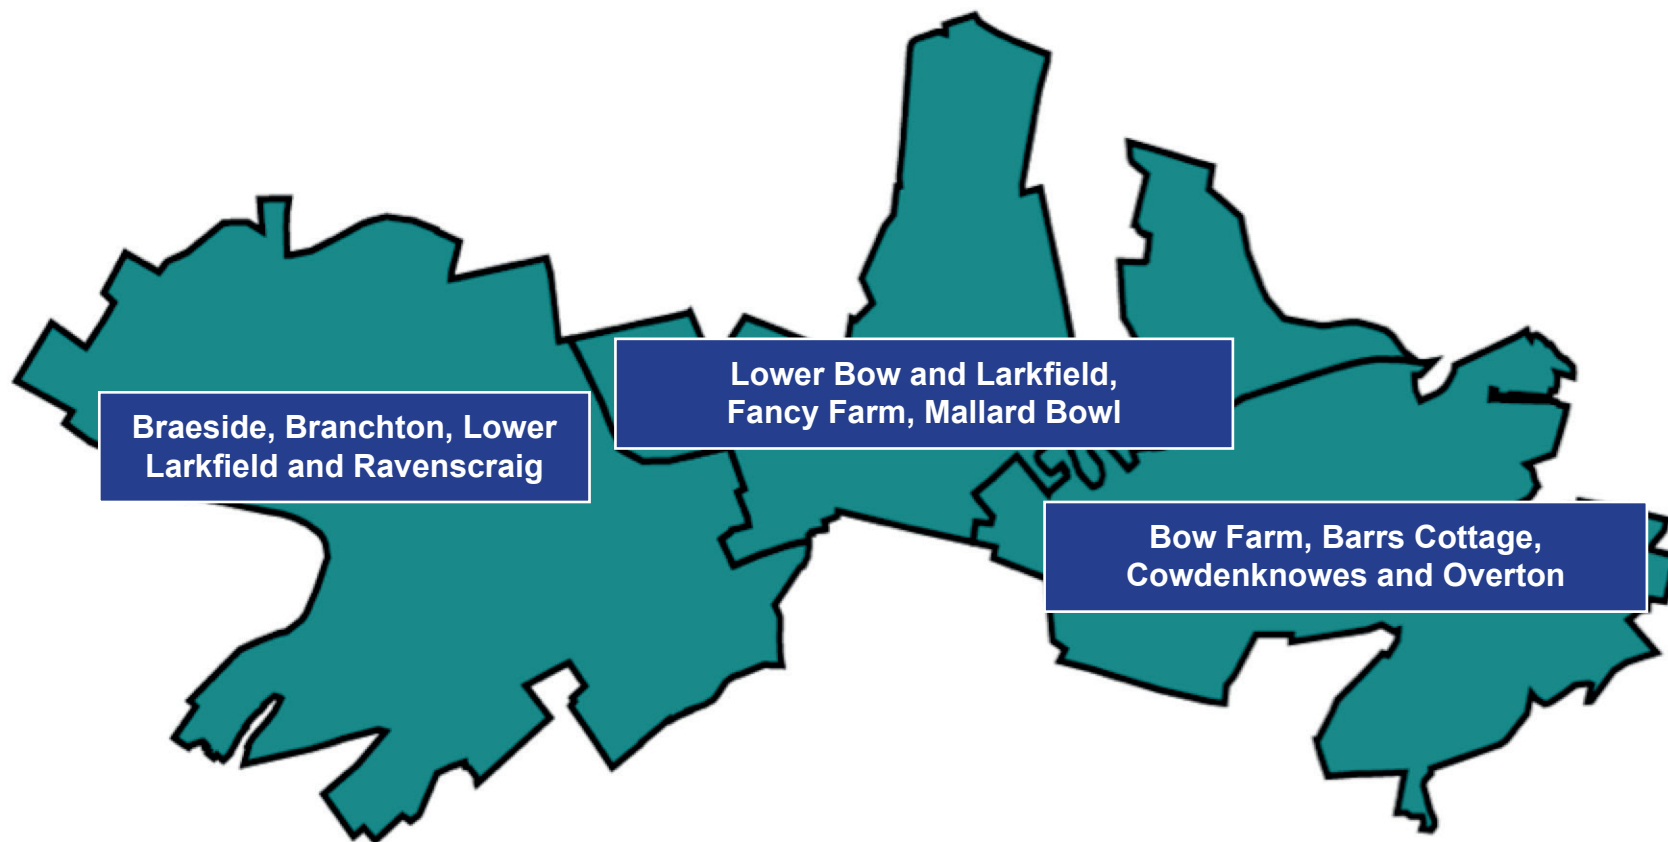 Lower Bow and Larkfield,
Fancy Farm, Mallard Bowl
Braeside, Branchton, Lower
Larkfield and Ravenscraig
Bow Farm, Barrs Cottage,
Cowdenknowes and Overton